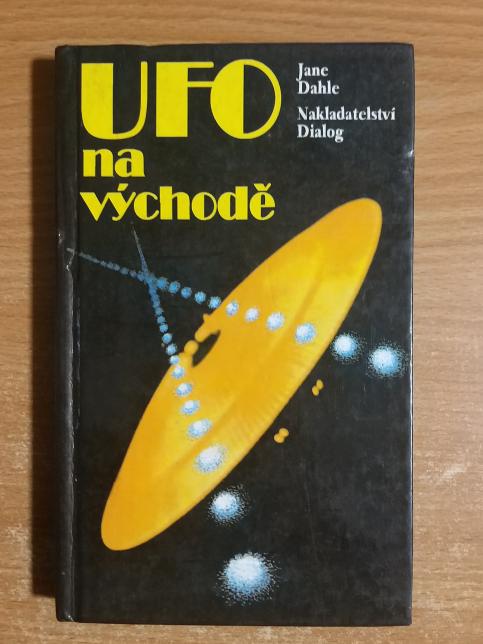 UFO
na
východě
Jane
Dahle
Nakladatelství
Dialog